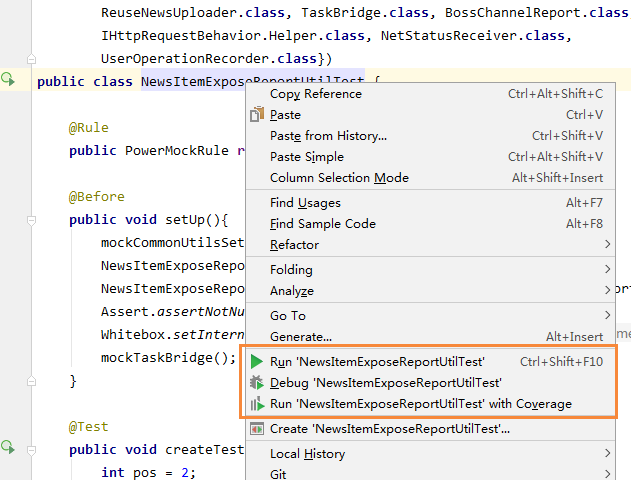 ReuseNewsUploader.class, TaskBridge.class, BossChannelReport.class
IHttpRequestBehavior.Helper.class, NetStatusReceiver.class,
UserOperationRecorder.class})
public class NewsItemExposeReportUtilTest {
@Rule
public PowerMockRule r
@Before
public void setUp(){
mockCommonUtilsSet
NewsItemExposeRepo
NewsItemExposeRepo
Assert.assertNotNu
Whitebox.setIntern
mockTaskBridge();
}
@Test
public void createTest
int pos = 2;
Copy Reference Ctrl+Alt+Shift+C
Paste Ctrl+V
Paste from History... Ctrl+Shift+V
Paste Simple Ctrl+Alt+Shift+V
Column Selection Mode Alt+Shift+Insert
Find Usages Alt+F7
Find Sample Code Alt+F8
Refactor
Folding
Analyze
Go To
Generate... Alt+Insert
Run 'NewsItemExposeReportUtilTest' Ctrl+Shift+F10
Debug 'NewsItemExposeReportUtilTest'
Run 'NewsItemExposeReportUtilTest' with Coverage
Create 'NewsItemExposeReportUtilTest'...
Local History
Git